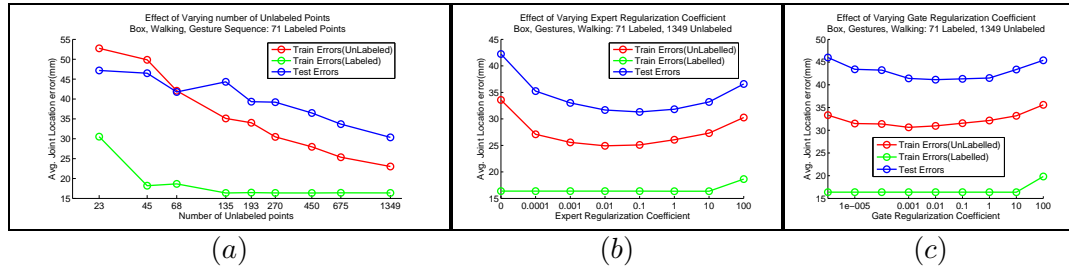 Effect of Varying number of Unlabeled Points
Box, Walking, Gesture Sequence: 71 Labeled Points
Avg. Joint Location error(mm)
55
50
45
40
35
30
25
20
15
Train Errors(UnLabeled)
Train Errors(Labeled)
Test Errors
23 45 68 135 193 270 450 675 1349
Number of Unlabeled points
(a)
Effect of Varying Expert Regularization Coefficient
Box, Gestures, Walking: 71 Labeled, 1349 Unlabeled
Avg. Joint Location error(mm)
45
40
35
30
25
20
15
Train Errors(UnLabelled)
Train Errors(Labelled)
Test Errors
0 0.0001 0.001 0.01 0.1 1 10 100
Expert Regularization Coefficient
(b)
Effect of Varying Gate Regularization Coefficient
Box, Gestures, Walking: 71 Labeled, 1349 Unlabeled
Avg. Joint Location error(mm)
50
45
40
35
30
25
20
15
Train Errors(UnLabelled)
Train Errors(Labelled)
Test Errors
1e-005 0.001 0.01 0.1 1 10 100
Gate Regularization Coefficient
(c)